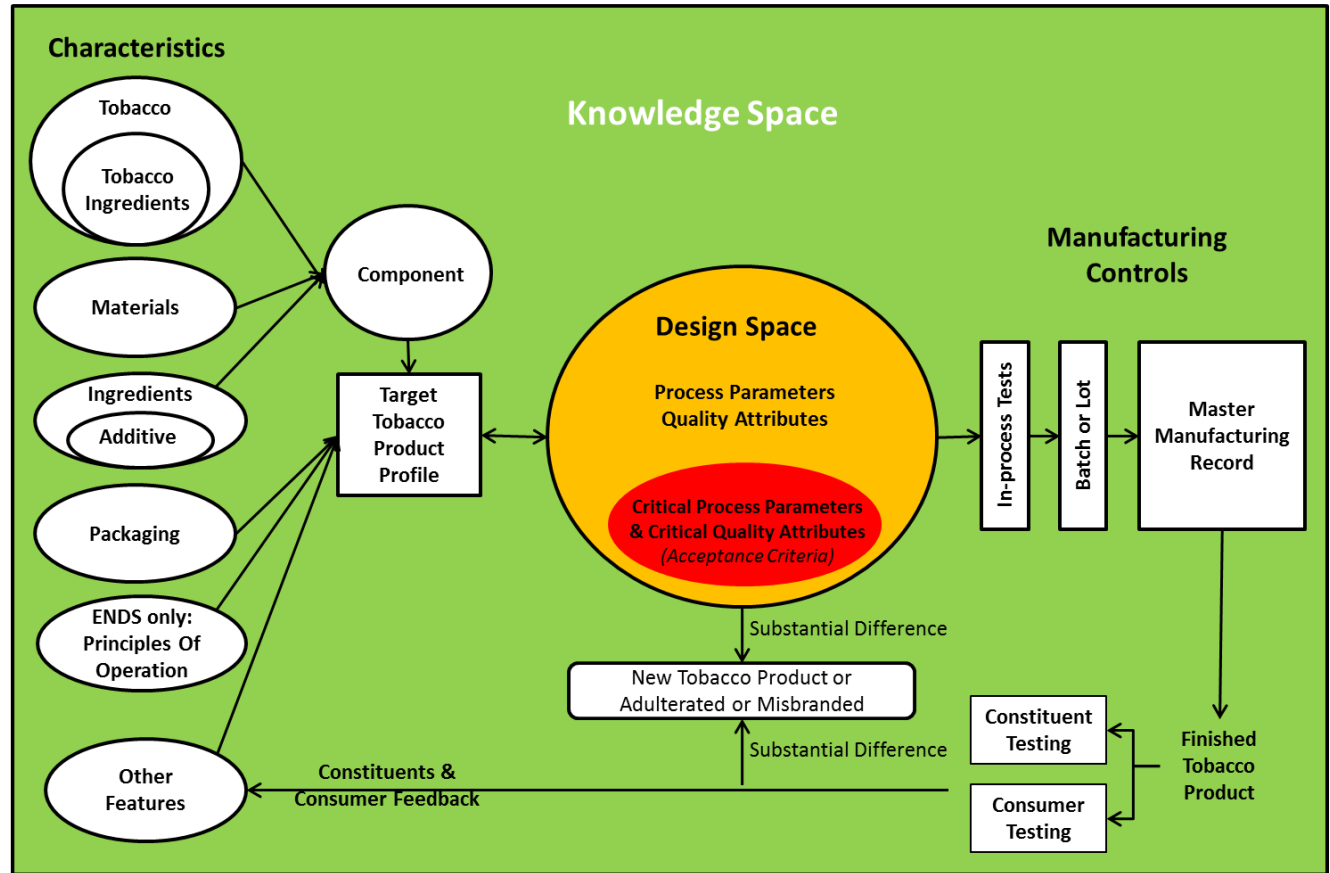 Characteristics
Tobacco
Tobacco
Ingredients
Materials
Ingredients
Additive
Packaging
ENDS only:
Principles Of
Operation
Other
Features
Knowledge Space
Component
Target
Tobacco
Product
Profile
Design Space
Process Parameters
Quality Attributes
Critical Process Parameters
& Critical Quality Attributes
(Acceptance Criteria)
Manufacturing
Controls
In-process Tests
Batch or Lot
Master
Manufacturing
Record
Substantial Difference
New Tobacco Product or
Adulterated or Misbranded
Substantial Difference
Constituent
Testing
Consumer
Testing
Finished
Tobacco
Product
Constituents &
Consumer Feedback